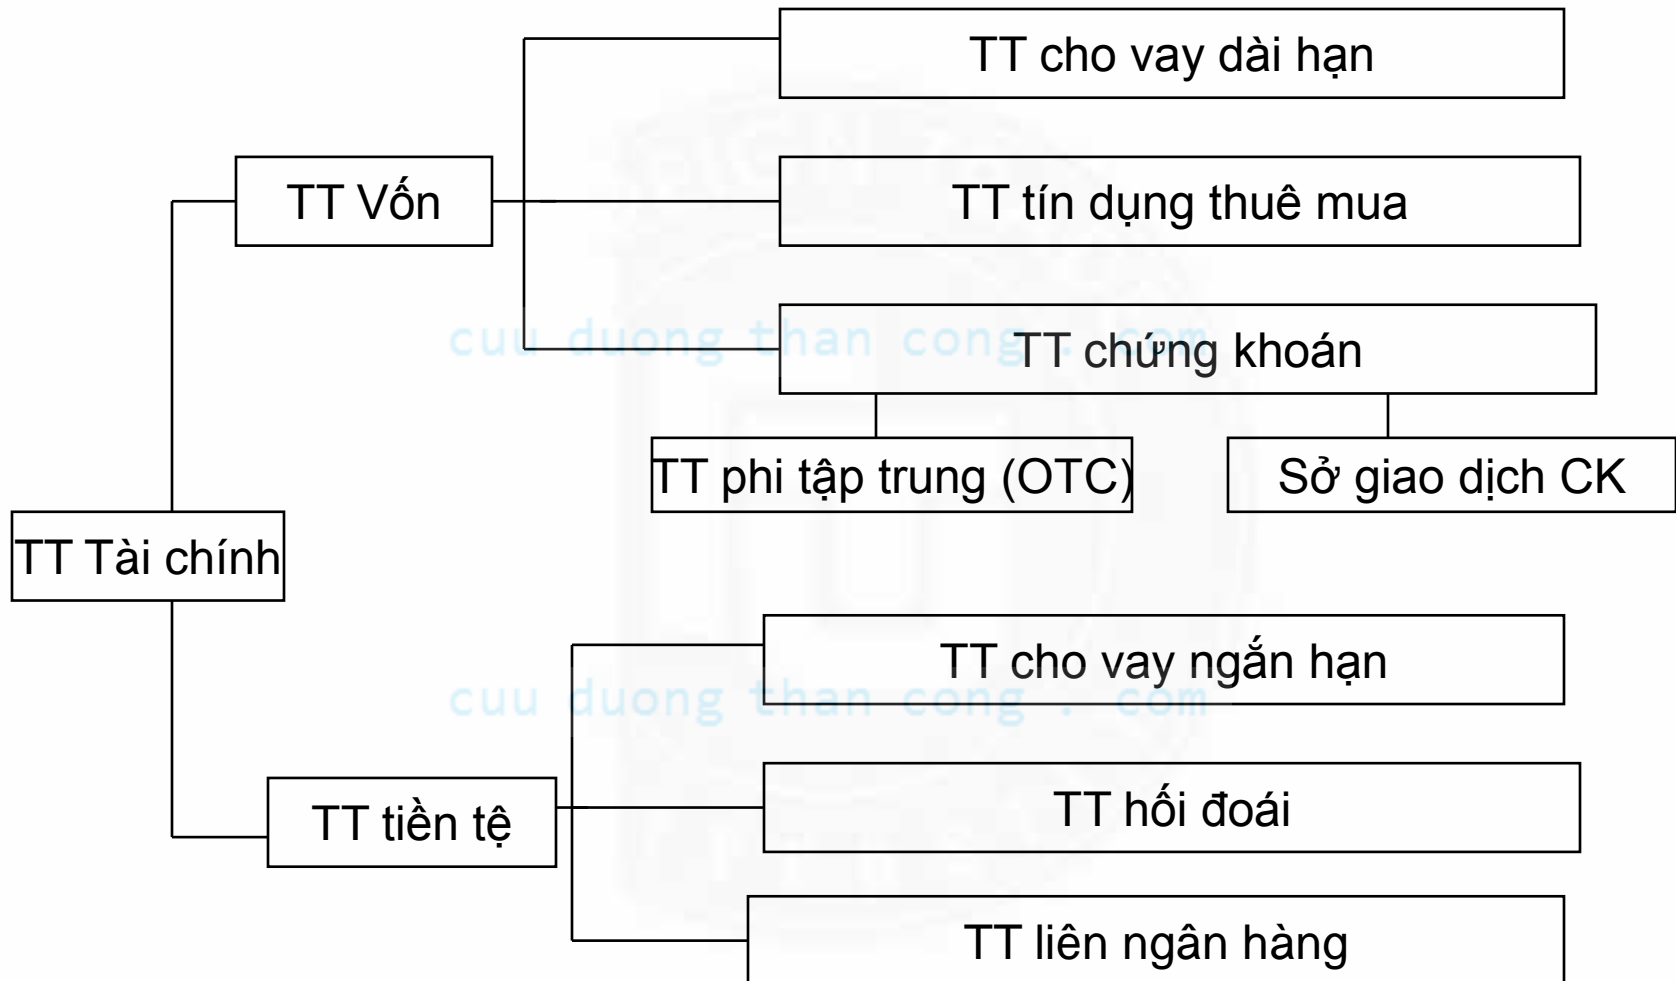 TT cho vay dài hạn
TT Vốn
TT tín dụng thuê mua
cuu duong than cong . com
TT chứng khoán
TT phi tập trung (OTC)
Sở giao dịch CK
TT Tài chính
TT cho vay ngắn hạn
cuu duong than cong . com
TT tiền tệ
TT hối đoái
TT liên ngân hàng